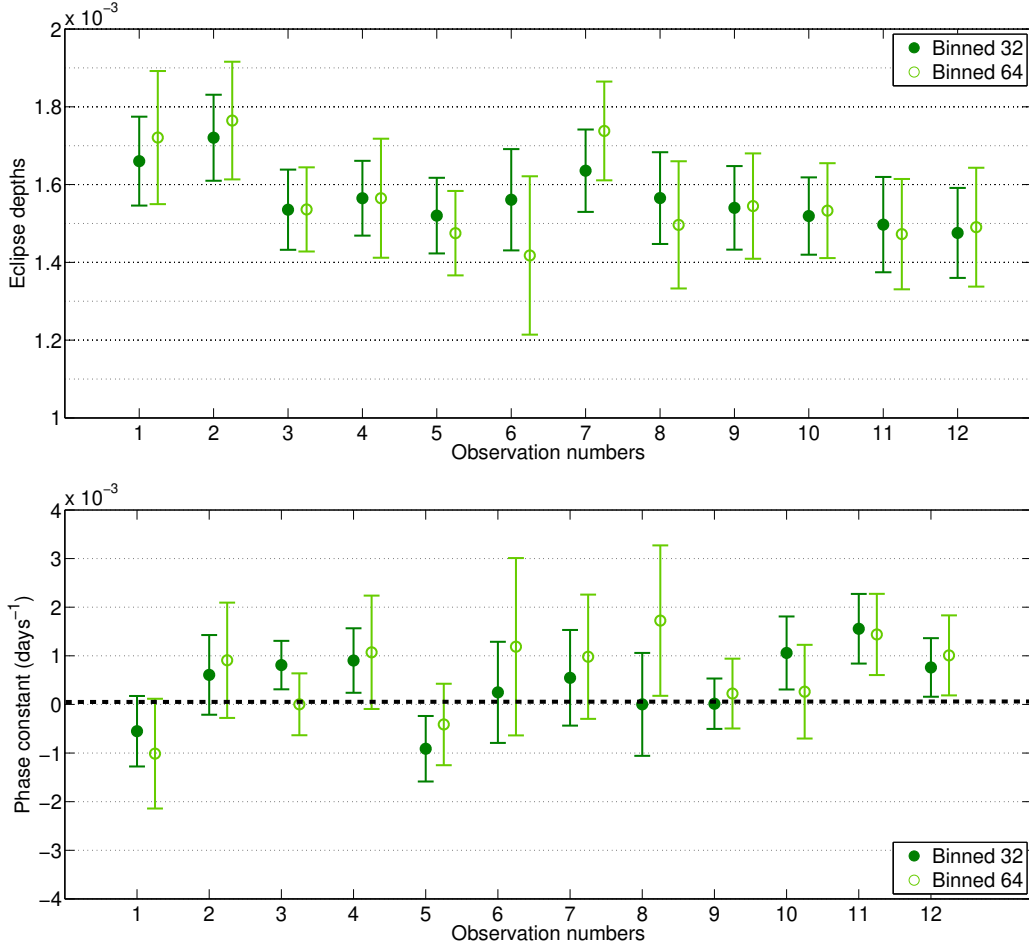 x 10⁻³
2
Binned 32
Binned 64
1.8
1.6
1.4
1.2
1
Eclipse depths
1 2 3 4 5 6 7 8 9 10 11 12
Observation numbers
x 10⁻³
4
3
2
1
0
−1
−2
−3
−4
Phase constant (days⁻¹)
Binned 32
Binned 64
1 2 3 4 5 6 7 8 9 10 11 12
Observation numbers